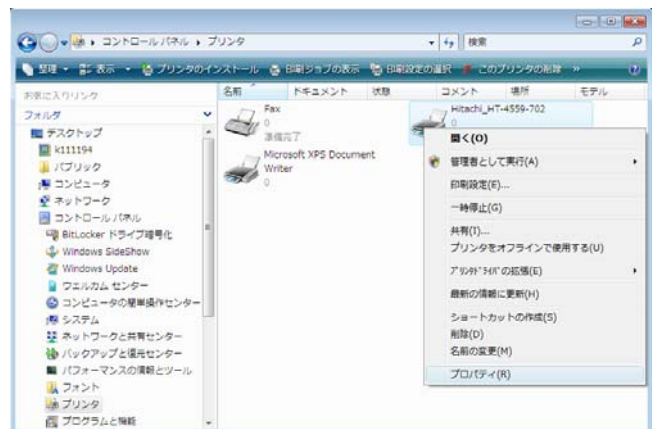 コントロール パネル ▸ プリンタ
検索
整理 表示 プリンタのインストール 印刷ジョブの表示 印刷設定の選択 このプリンタの削除 »
お気に入りリンク
名前 ドキュメント 状態 コメント 場所 モデル
フォルダ
デスクトップ
k111194
パブリック
コンピュータ
ネットワーク
コントロール パネル
BitLocker ドライブ暗号化
Windows SideShow
Windows Update
ウェルカム センター
コンピュータの簡単操作センター
システム
ネットワークと共有センター
バックアップと復元センター
パフォーマンスの情報とツール
フォント
プリンタ
プログラムと機能
Fax
0
準備完了
Microsoft XPS Document
Writer
0
Hitachi_HT-4559-702
0
開く(O)
管理者として実行(A)
印刷設定(E)...
一時停止(G)
共有(I)...
プリンタをオフラインで使用する(U)
プリンタドライバの拡張(E)
最新の情報に更新(H)
ショートカットの作成(S)
削除(D)
名前の変更(M)
プロパティ(R)